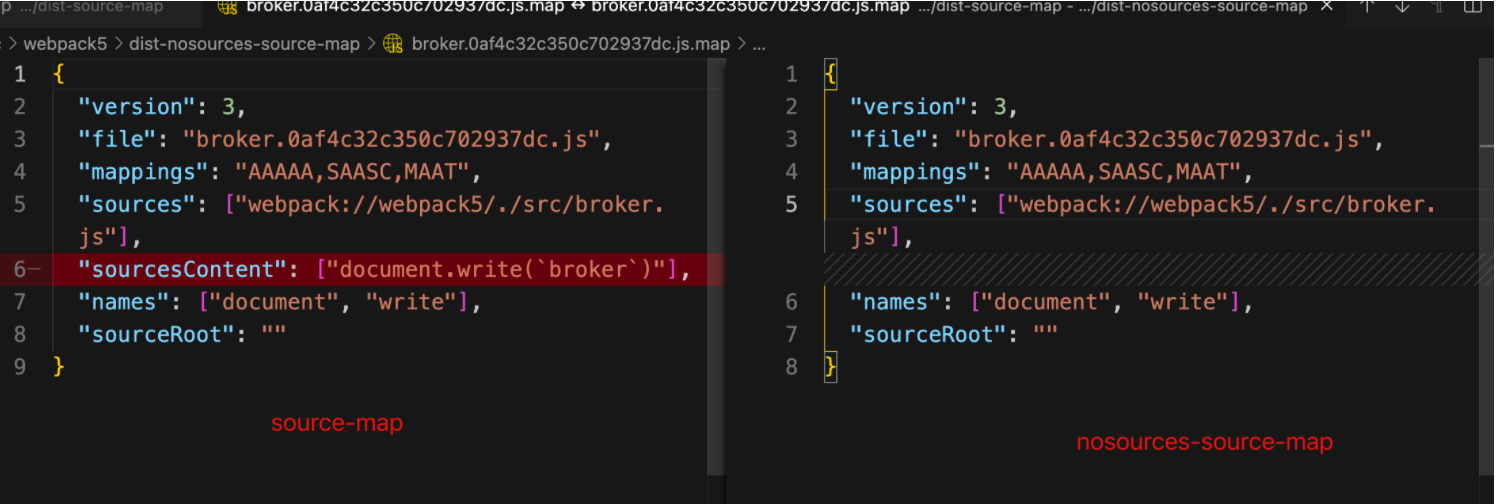 p .../dist-source-map broker.0af4c32c350c702937dc.js.map ↔ broker.0af4c32c350c702937dc.js.map .../dist-source-map - .../dist-nosources-source-map ×
> webpack5 > dist-nosources-source-map > broker.0af4c32c350c702937dc.js.map > ...
1 {
2 "version": 3,
3 "file": "broker.0af4c32c350c702937dc.js",
4 "mappings": "AAAAA,SAASC,MAAT",
5 "sources": ["webpack://webpack5/./src/broker.
js"],
6— "sourcesContent": ["document.write(`broker`)"],
7 "names": ["document", "write"],
8 "sourceRoot": ""
9 }
source-map
1 {
2 "version": 3,
3 "file": "broker.0af4c32c350c702937dc.js",
4 "mappings": "AAAAA,SAASC,MAAT",
5 "sources": ["webpack://webpack5/./src/broker.
js"],
6 "names": ["document", "write"],
7 "sourceRoot": ""
8 }
nosources-source-map